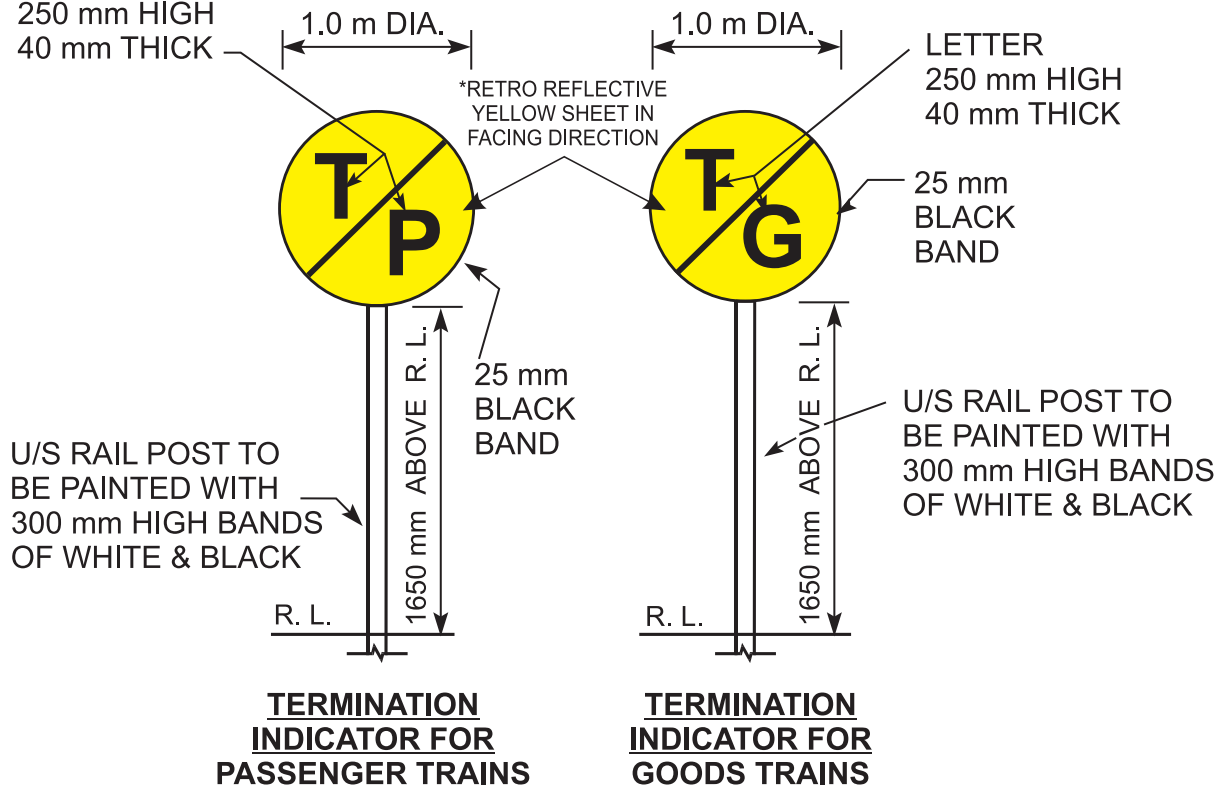 250 mm HIGH
40 mm THICK
1.0 m DIA.
1.0 m DIA.
LETTER
250 mm HIGH
40 mm THICK
*RETRO REFLECTIVE
YELLOW SHEET IN
FACING DIRECTION
T
P
T
G
25 mm
BLACK
BAND
25 mm
BLACK
BAND
1650 mm ABOVE R. L.
1650 mm ABOVE R. L.
U/S RAIL POST TO
BE PAINTED WITH
300 mm HIGH BANDS
OF WHITE & BLACK
U/S RAIL POST TO
BE PAINTED WITH
300 mm HIGH BANDS
OF WHITE & BLACK
R. L.
R. L.
TERMINATION
INDICATOR FOR
PASSENGER TRAINS
TERMINATION
INDICATOR FOR
GOODS TRAINS